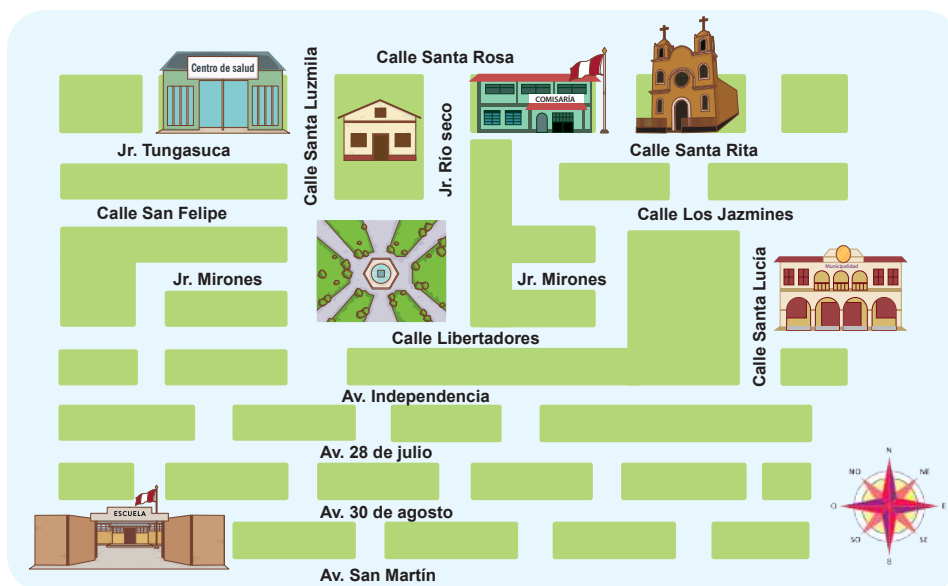 Calle Santa Rosa
Centro de salud
Calle Santa Luzmila
Jr. Río seco
COMISARÍA
Jr. Tungasuca
Calle Santa Rita
Calle San Felipe
Calle Los Jazmines
Jr. Mirones
Jr. Mirones
Calle Santa Lucía
Municipalidad
Calle Libertadores
Av. Independencia
Av. 28 de julio
N
NO
NE
O
E
SO
SE
S
ESCUELA
Av. 30 de agosto
Av. San Martín